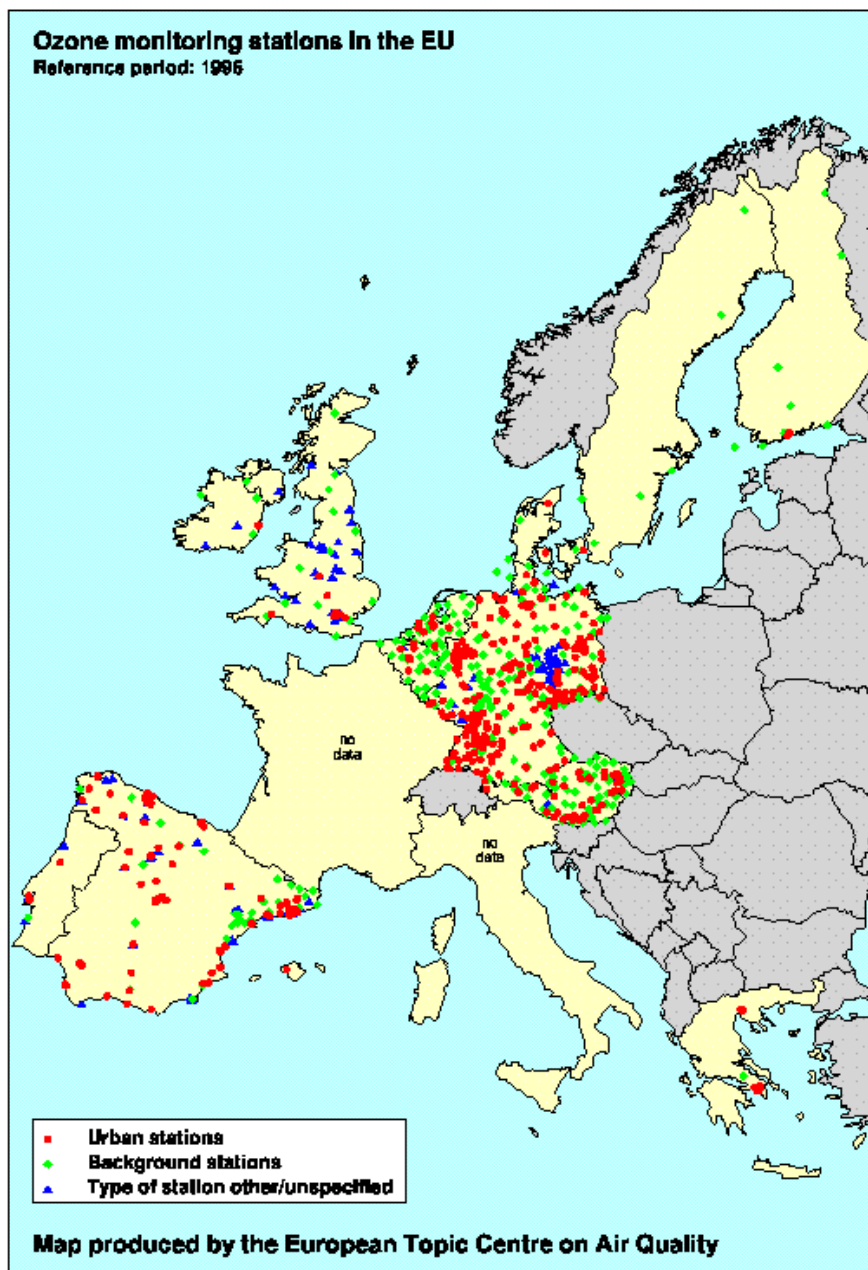 Ozone monitoring stations in the EU
Reference period: 1996
no
data
no
data
Urban stations
Background stations
Type of station other/unspecified
Map produced by the European Topic Centre on Air Quality